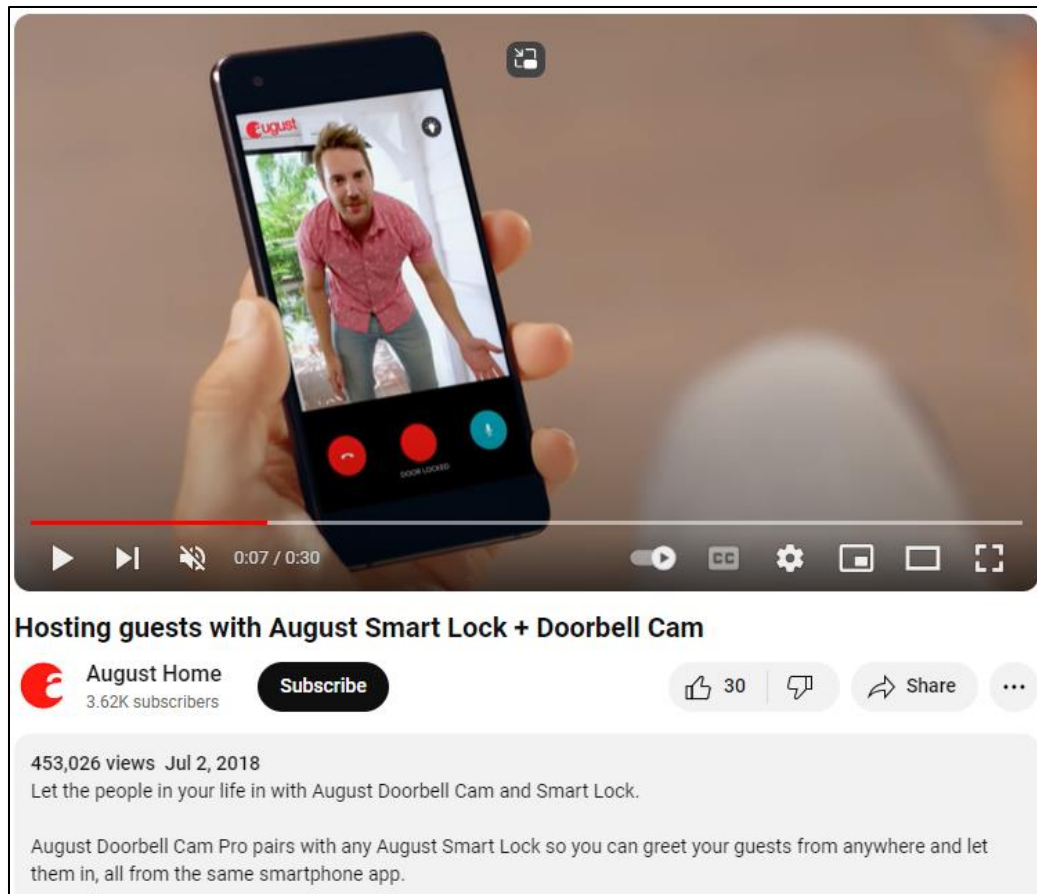 august
DOOR LOCKED
0:07 / 0:30
CC
Hosting guests with August Smart Lock + Doorbell Cam
August Home
3.62K subscribers
Subscribe
30
Share
453,026 views Jul 2, 2018
Let the people in your life in with August Doorbell Cam and Smart Lock.
August Doorbell Cam Pro pairs with any August Smart Lock so you can greet your guests from anywhere and let
them in, all from the same smartphone app.